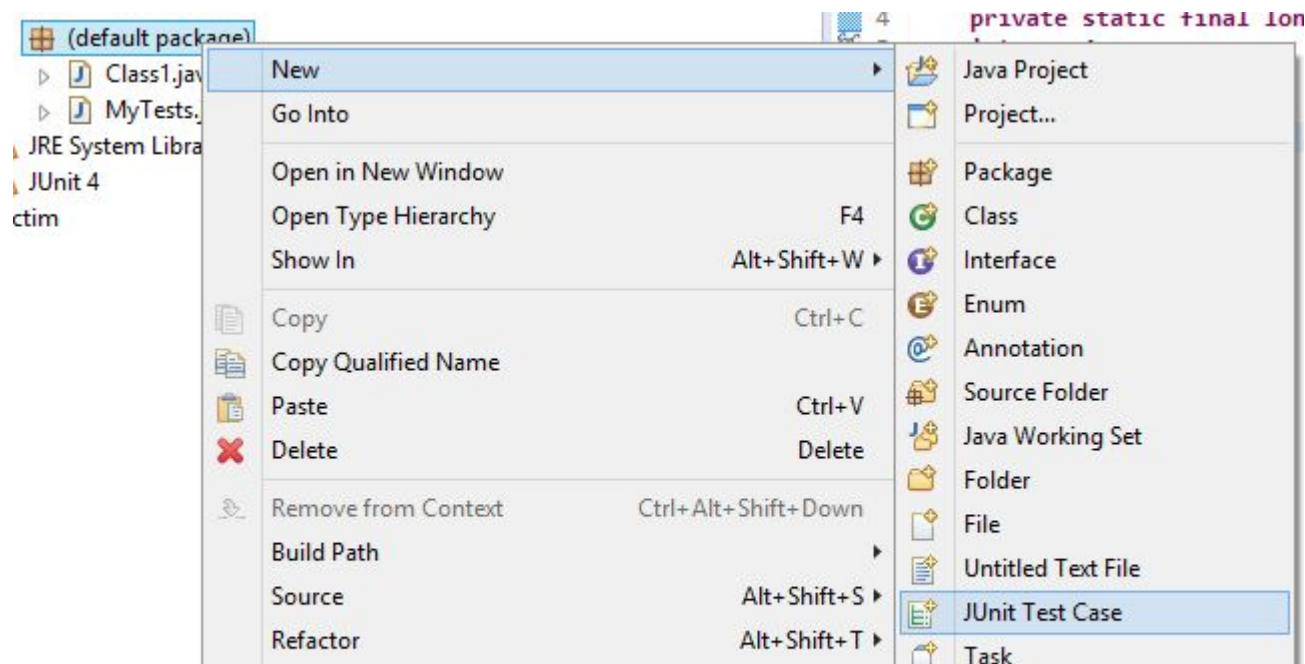 4 private static final lon
(default package)
Class1.jav
MyTests.j
JRE System Libra
JUnit 4
ctim
New
Go Into
Open in New Window
Open Type Hierarchy F4
Show In Alt+Shift+W
Copy Ctrl+C
Copy Qualified Name
Paste Ctrl+V
Delete Delete
Remove from Context Ctrl+Alt+Shift+Down
Build Path
Source Alt+Shift+S
Refactor Alt+Shift+T
Java Project
Project...
Package
Class
Interface
Enum
Annotation
Source Folder
Java Working Set
Folder
File
Untitled Text File
JUnit Test Case
Task